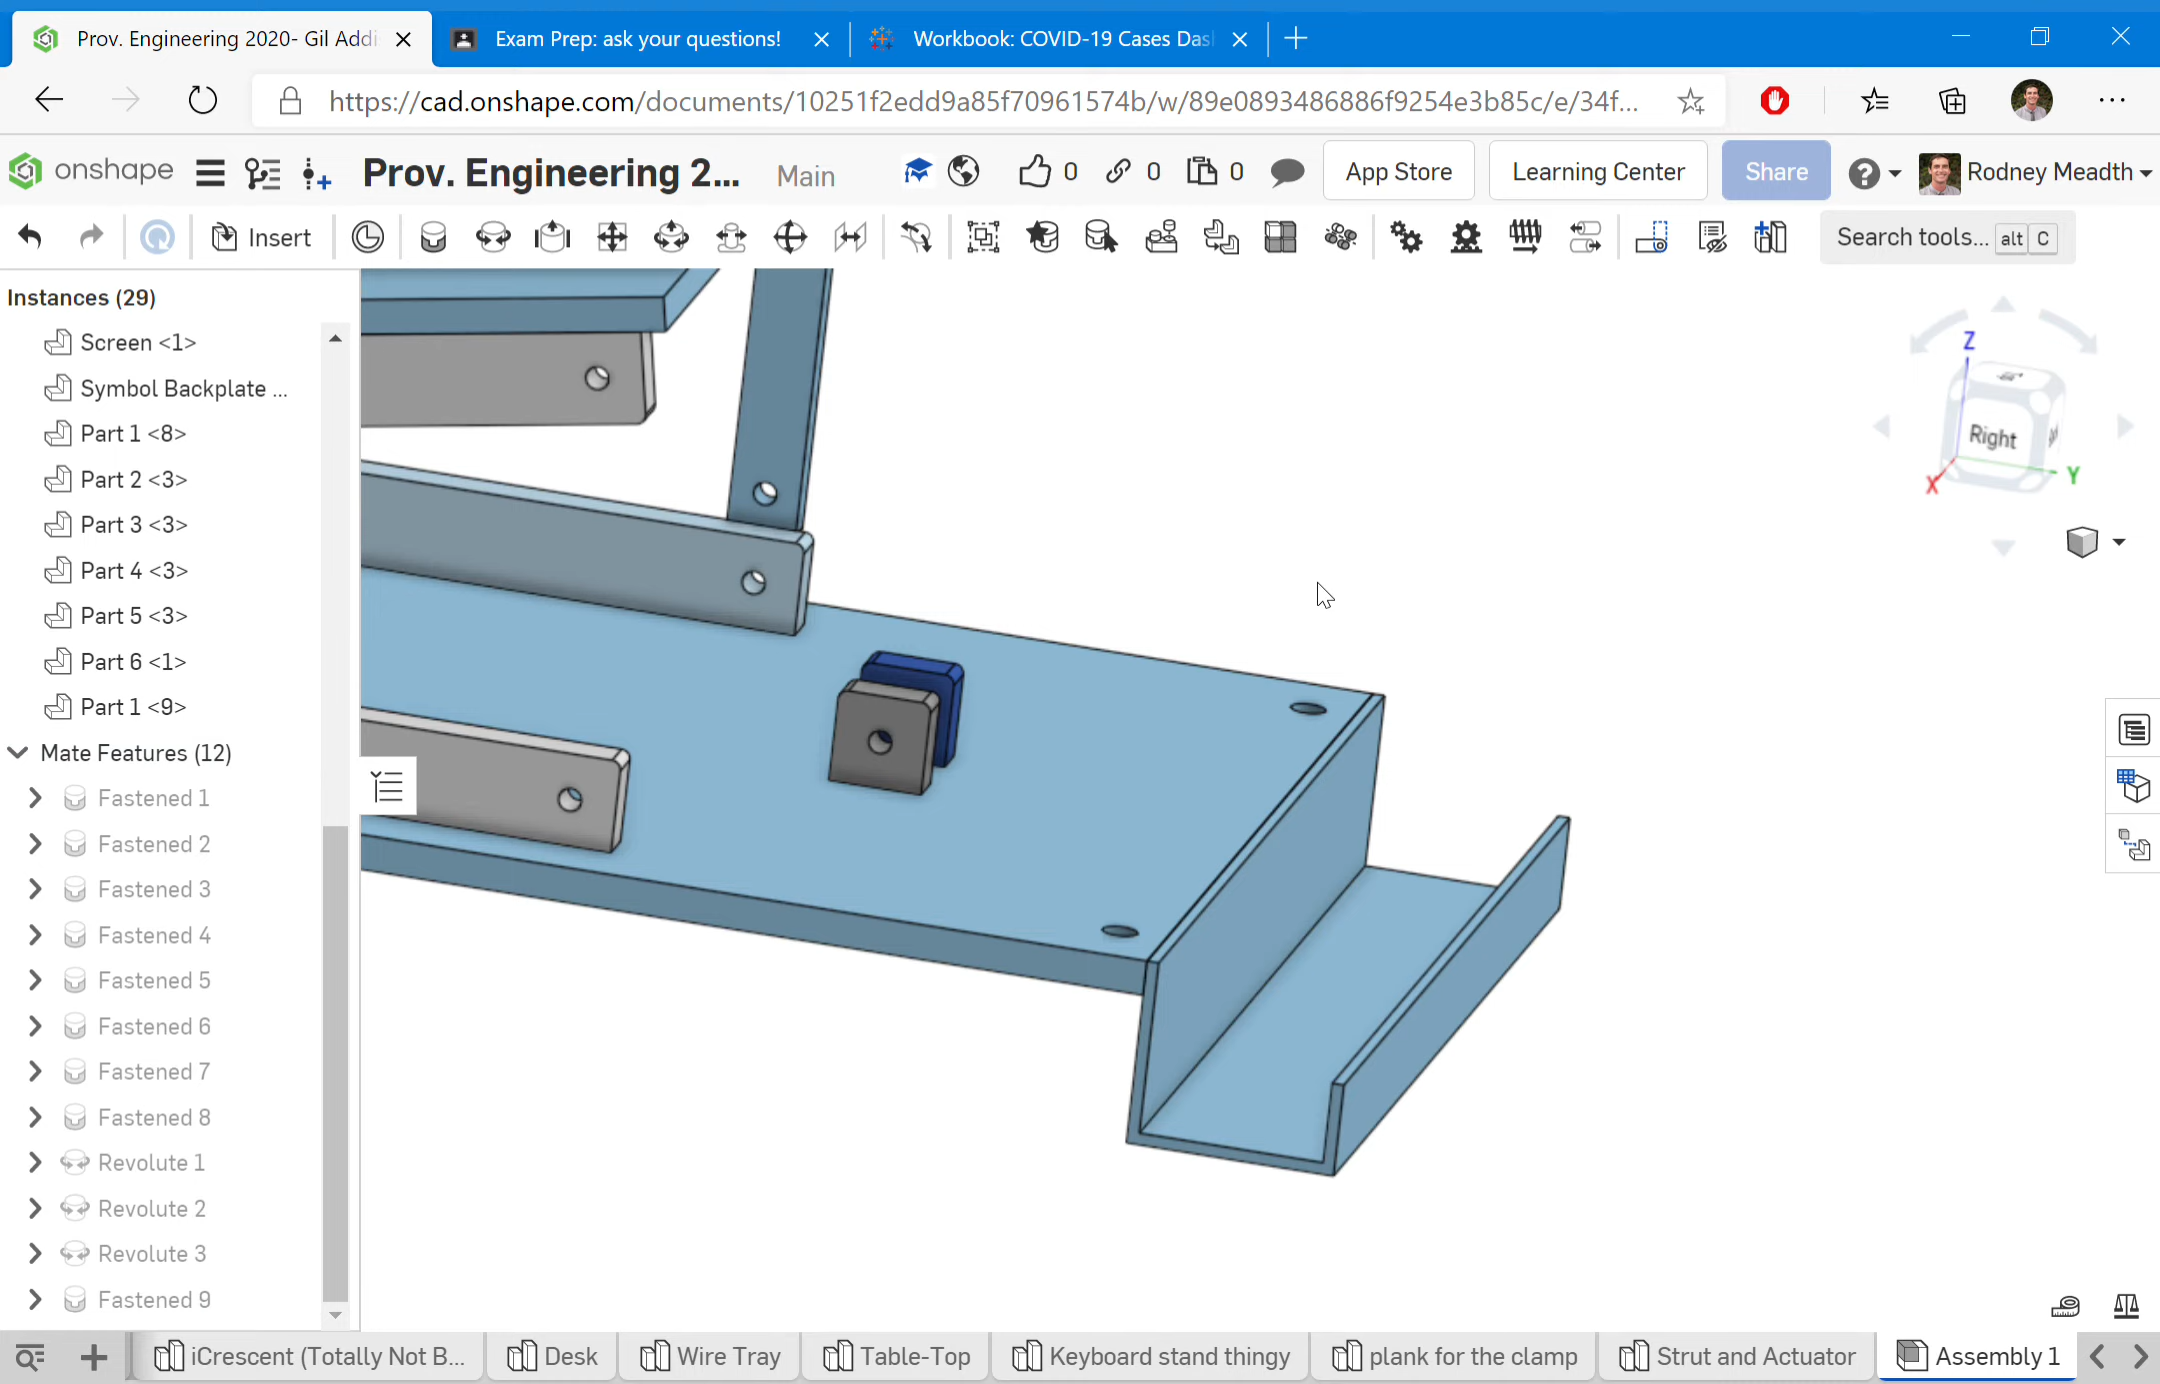 Prov. Engineering 2020- Gil Addi
Exam Prep: ask your questions!
Workbook: COVID-19 Cases Das
https://cad.onshape.com/documents/10251f2edd9a85f70961574b/w/89e0893486886f9254e3b85c/e/34f...
onshape
Prov. Engineering 2...
Main
0
0
0
App Store
Learning Center
Share
Rodney Meadth
Insert
Search tools...
alt
C
Instances (29)
Screen <1>
Symbol Backplate ...
Part 1 <8>
Part 2 <3>
Part 3 <3>
Part 4 <3>
Part 5 <3>
Part 6 <1>
Part 1 <9>
Mate Features (12)
Fastened 1
Fastened 2
Fastened 3
Fastened 4
Fastened 5
Fastened 6
Fastened 7
Fastened 8
Revolute 1
Revolute 2
Revolute 3
Fastened 9
Z
Right
X
Y
iCrescent (Totally Not B...
Desk
Wire Tray
Table-Top
Keyboard stand thingy
plank for the clamp
Strut and Actuator
Assembly 1